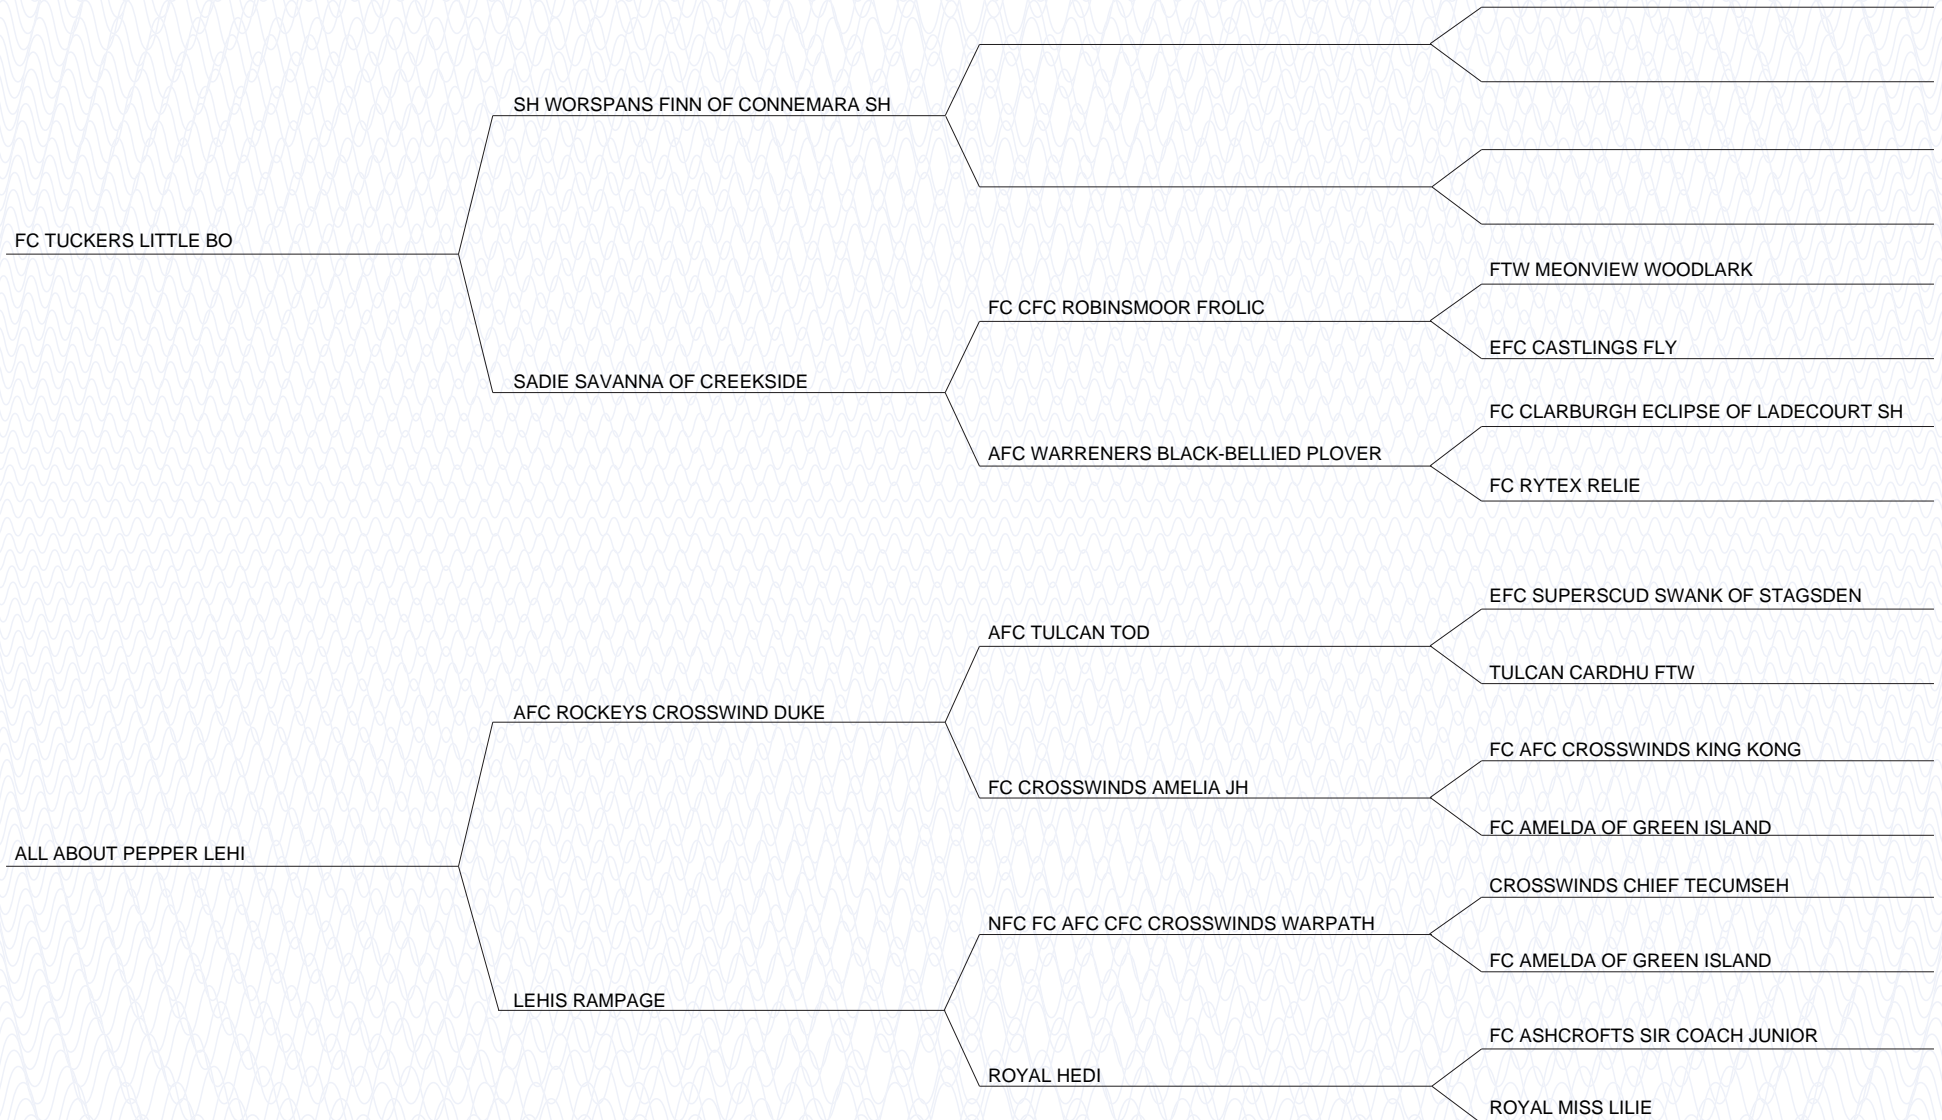 SH WORSPANS FINN OF CONNEMARA SH
FC TUCKERS LITTLE BO
FTW MEONVIEW WOODLARK
FC CFC ROBINSMOOR FROLIC
EFC CASTLINGS FLY
SADIE SAVANNA OF CREEKSIDE
FC CLARBURGH ECLIPSE OF LADECOURT SH
AFC WARRENERS BLACK-BELLIED PLOVER
FC RYTEX RELIE
EFC SUPERSCUD SWANK OF STAGSDEN
AFC TULCAN TOD
TULCAN CARDHU FTW
AFC ROCKEYS CROSSWIND DUKE
FC AFC CROSSWINDS KING KONG
FC CROSSWINDS AMELIA JH
FC AMELDA OF GREEN ISLAND
ALL ABOUT PEPPER LEHI
CROSSWINDS CHIEF TECUMSEH
NFC FC AFC CFC CROSSWINDS WARPATH
FC AMELDA OF GREEN ISLAND
LEHIS RAMPAGE
FC ASHCROFTS SIR COACH JUNIOR
ROYAL HEDI
ROYAL MISS LILIE